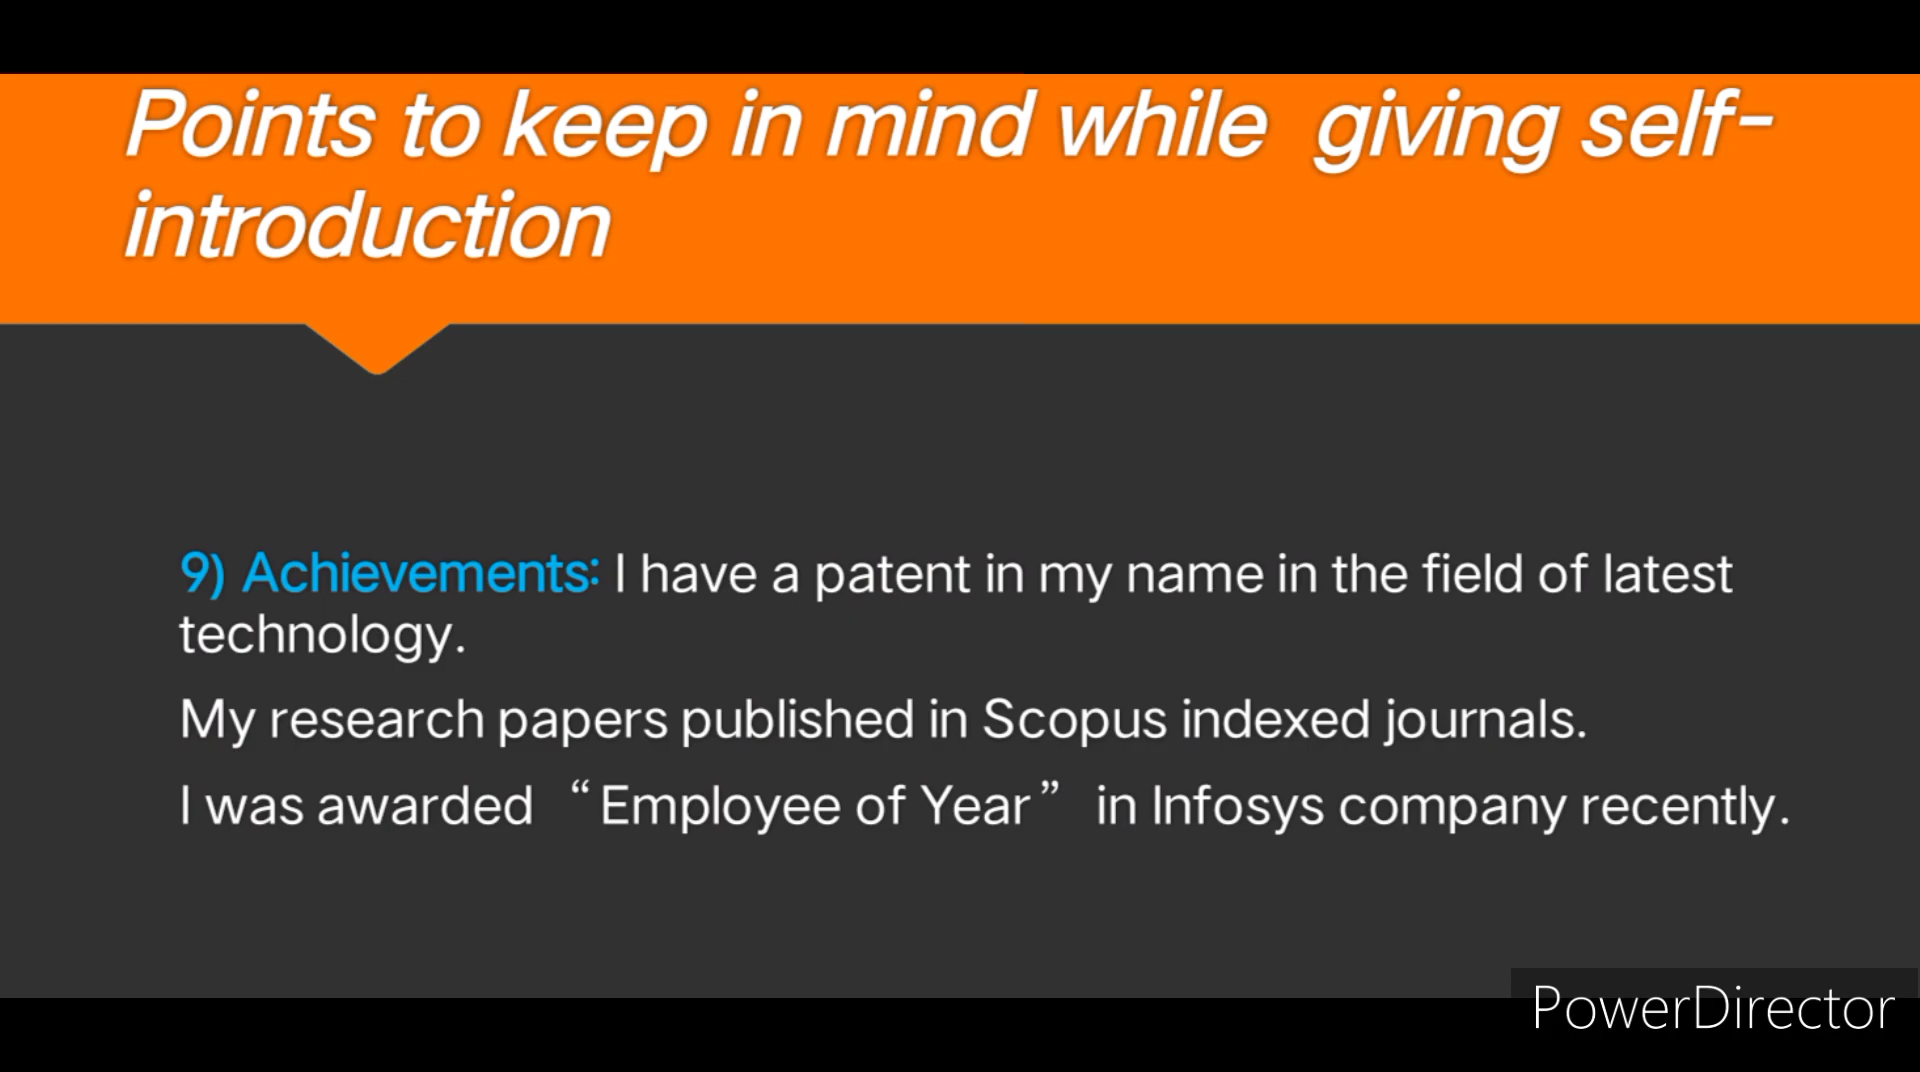 Points to keep in mind while  giving self-
introduction
9) Achievements: I have a patent in my name in the field of latest
technology.
My research papers published in Scopus indexed journals.
I was awarded “Employee of Year” in Infosys company recently.
PowerDirector